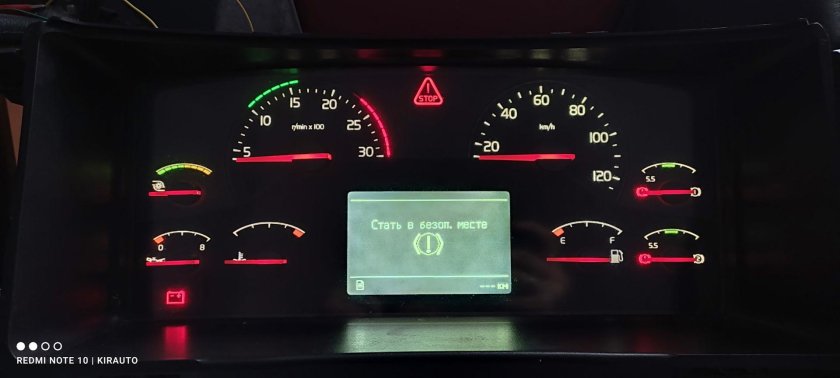 STOP
5 10 15 20 25 30
r/min x 100
20 40 60 80 100 120
km/h
5.5
0 8
Стать в безоп. месте
--- КМ
E F
5.5
REDMI NOTE 10 | KIRAUTO